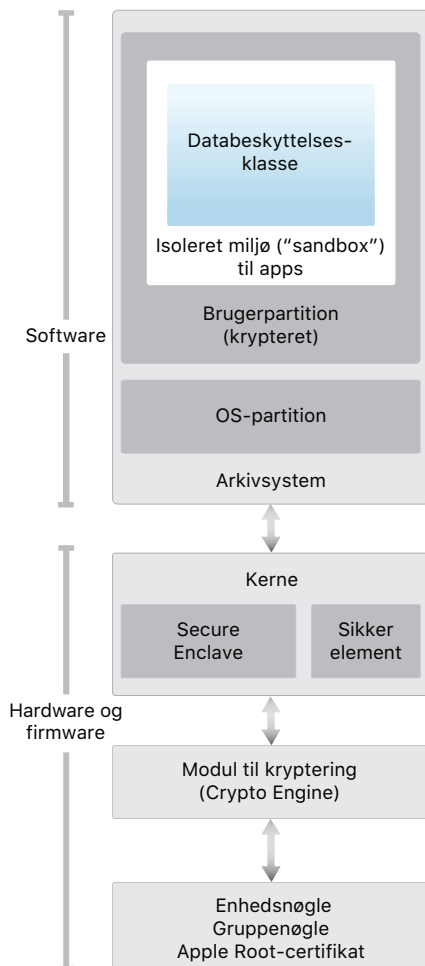 Databeskyttelses-
klasse
Isoleret miljø (“sandbox”)
til apps
Brugerpartition
(krypteret)
Software
OS-partition
Arkivsystem
Kerne
Secure
Enclave
Sikker
element
Hardware og
firmware
Modul til kryptering
(Crypto Engine)
Enhedsnøgle
Gruppenøgle
Apple Root-certifikat